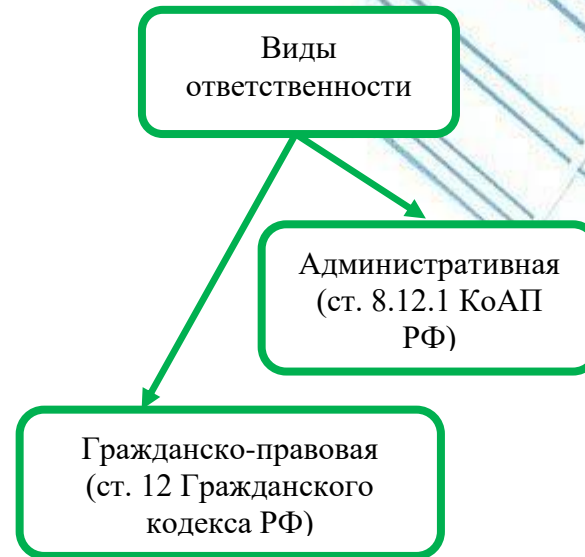 Виды
ответственности
Административная
(ст. 8.12.1 КоАП
РФ)
Гражданско-правовая
(ст. 12 Гражданского
кодекса РФ)